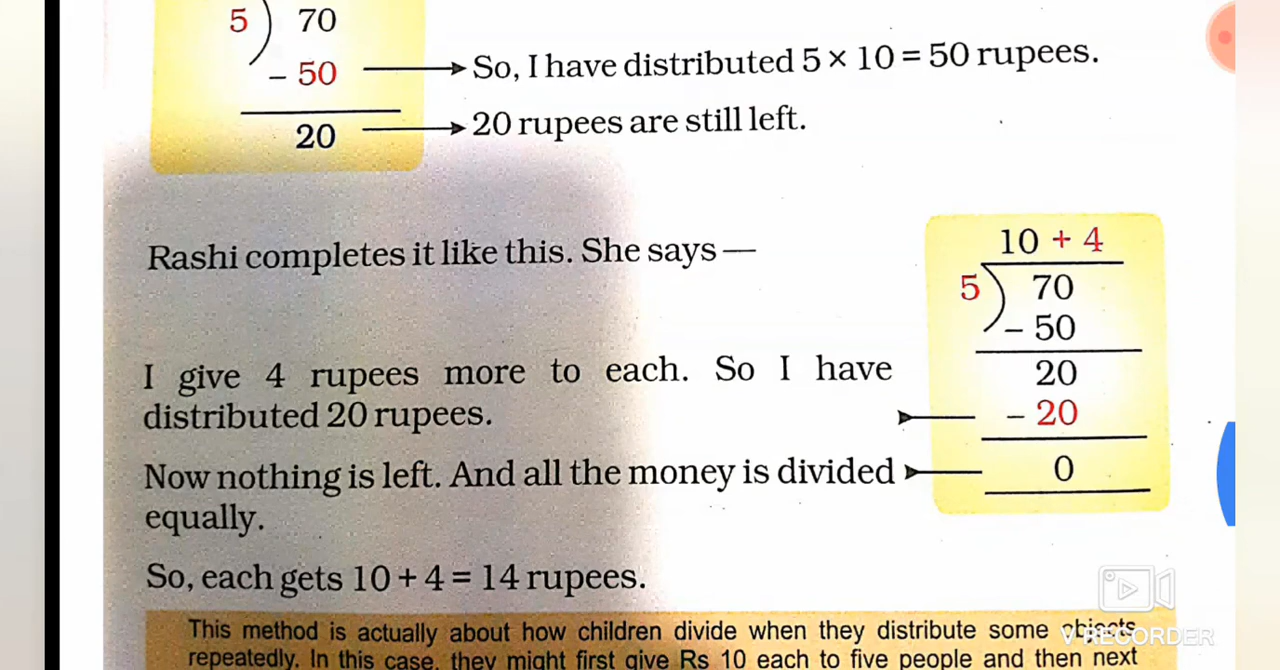 5 ) 70
– 50 → So, I have distributed 5 × 10 = 50 rupees.
20 → 20 rupees are still left.
Rashi completes it like this. She says —
10 + 4
5 ) 70
– 50
20
I give 4 rupees more to each. So I have
distributed 20 rupees.
– 20
Now nothing is left. And all the money is divided
0
equally.
So, each gets 10 + 4 = 14 rupees.
This method is actually about how children divide when they distribute some objects
repeatedly. In this case, they might first give Rs 10 each to five people and then next
V RECORDER